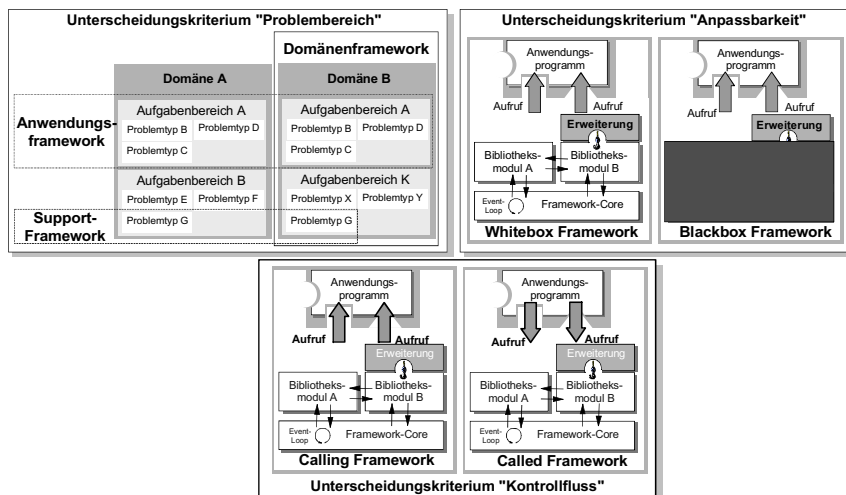 Unterscheidungskriterium "Problembereich"
Domänenframework
Domäne A
Domäne B
Anwendungs-
framework
Aufgabenbereich A
Problemtyp B
Problemtyp D
Problemtyp C
Aufgabenbereich A
Problemtyp B
Problemtyp D
Problemtyp C
Aufgabenbereich B
Problemtyp E
Problemtyp F
Problemtyp G
Aufgabenbereich K
Problemtyp X
Problemtyp Y
Problemtyp G
Support-
Framework
Unterscheidungskriterium "Anpassbarkeit"
Anwendungs-
programm
Aufruf
Aufruf
Erweiterung
Bibliotheks-
modul A
Bibliotheks-
modul B
Event-
Loop
Framework-Core
Whitebox Framework
Anwendungs-
programm
Aufruf
Aufruf
Erweiterung
Blackbox Framework
Anwendungs-
programm
Aufruf
Aufruf
Erweiterung
Bibliotheks-
modul A
Bibliotheks-
modul B
Event-
Loop
Framework-Core
Calling Framework
Anwendungs-
programm
Aufruf
Aufruf
Erweiterung
Bibliotheks-
modul A
Bibliotheks-
modul B
Event-
Loop
Framework-Core
Called Framework
Unterscheidungskriterium "Kontrollfluss"